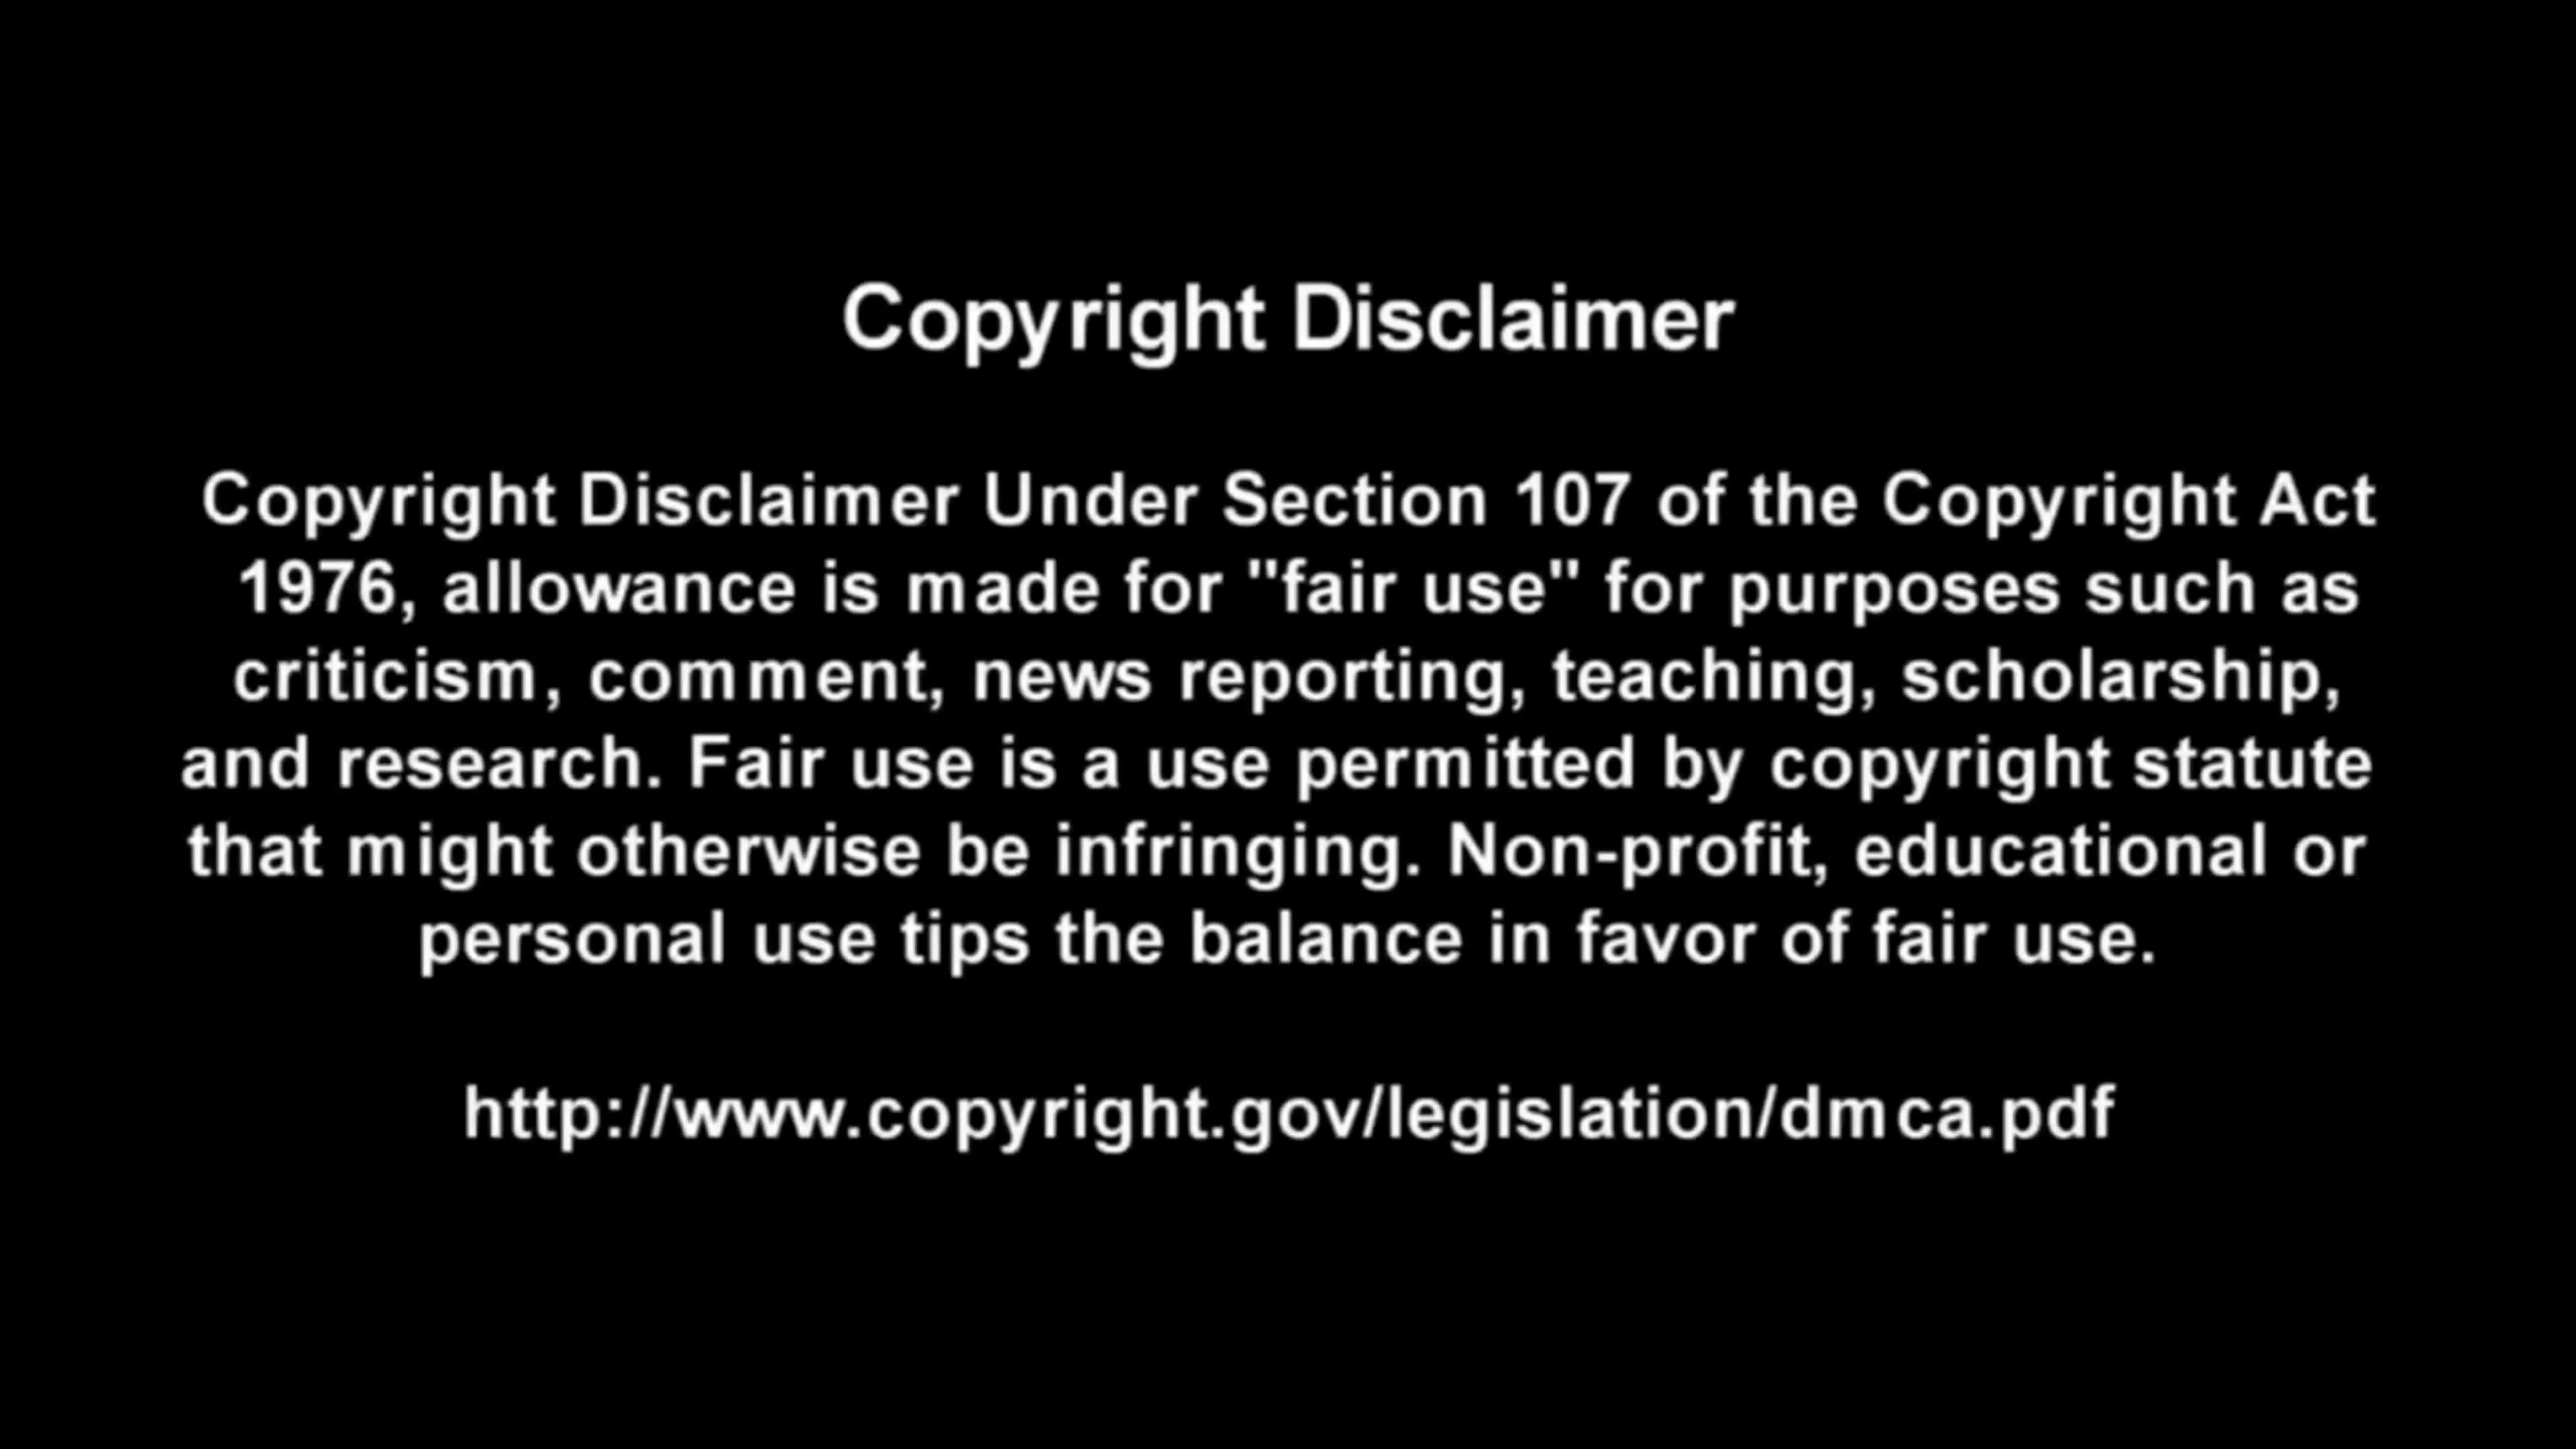 Copyright Disclaimer
Copyright Disclaimer Under Section 107 of the Copyright Act
1976, allowance is made for "fair use" for purposes such as
criticism, comment, news reporting, teaching, scholarship,
and research. Fair use is a use permitted by copyright statute
that might otherwise be infringing. Non-profit, educational or
personal use tips the balance in favor of fair use.
http://www.copyright.gov/legislation/dmca.pdf